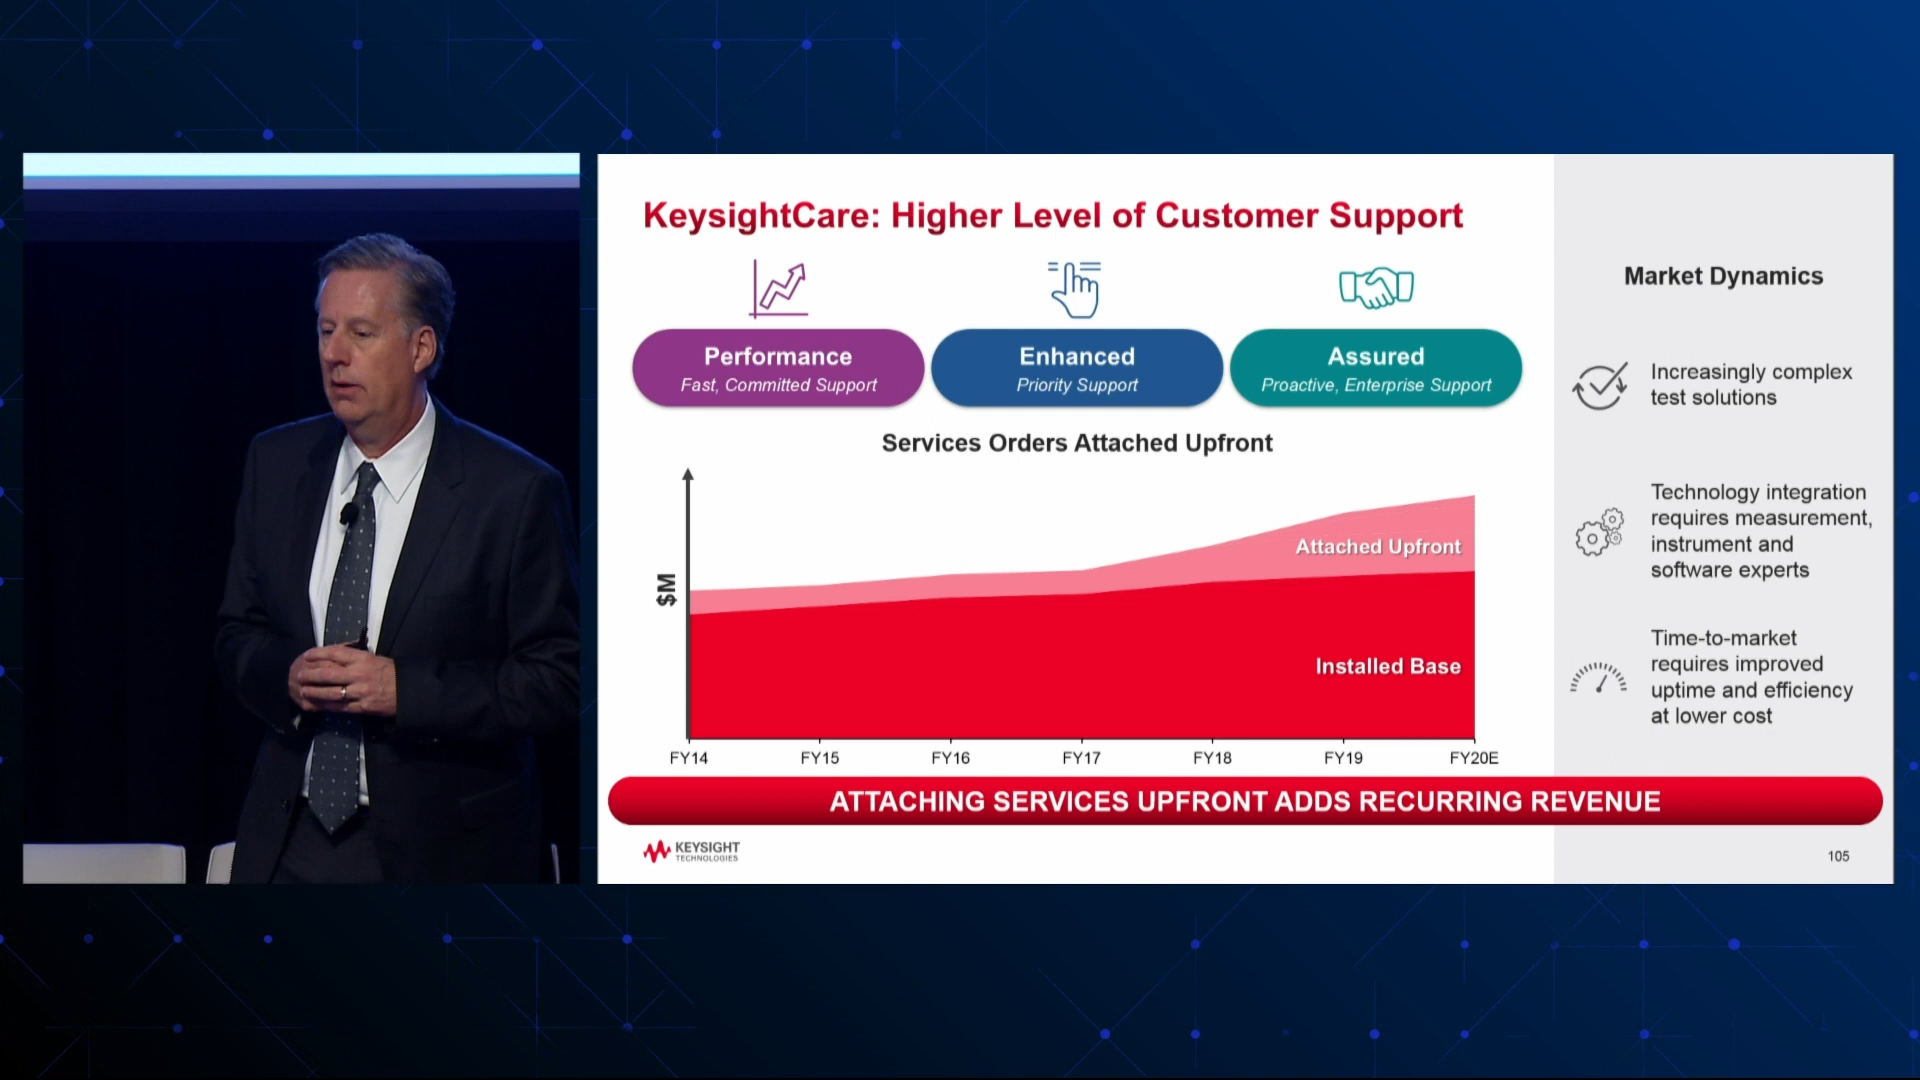 KeysightCare: Higher Level of Customer Support
Performance
Fast, Committed Support
Enhanced
Priority Support
Assured
Proactive, Enterprise Support
Services Orders Attached Upfront
$M
Attached Upfront
Installed Base
FY14 FY15 FY16 FY17 FY18 FY19 FY20E
Market Dynamics
Increasingly complex
test solutions
Technology integration
requires measurement,
instrument and
software experts
Time-to-market
requires improved
uptime and efficiency
at lower cost
ATTACHING SERVICES UPFRONT ADDS RECURRING REVENUE
KEYSIGHT
TECHNOLOGIES
105